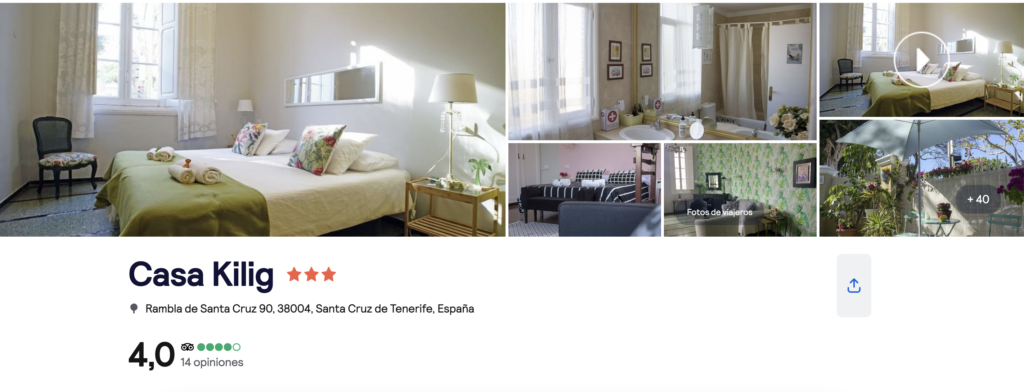 Fotos de viajeros
+ 40
Casa Kilig
Rambla de Santa Cruz 90, 38004, Santa Cruz de Tenerife, España
4,0
14 opiniones